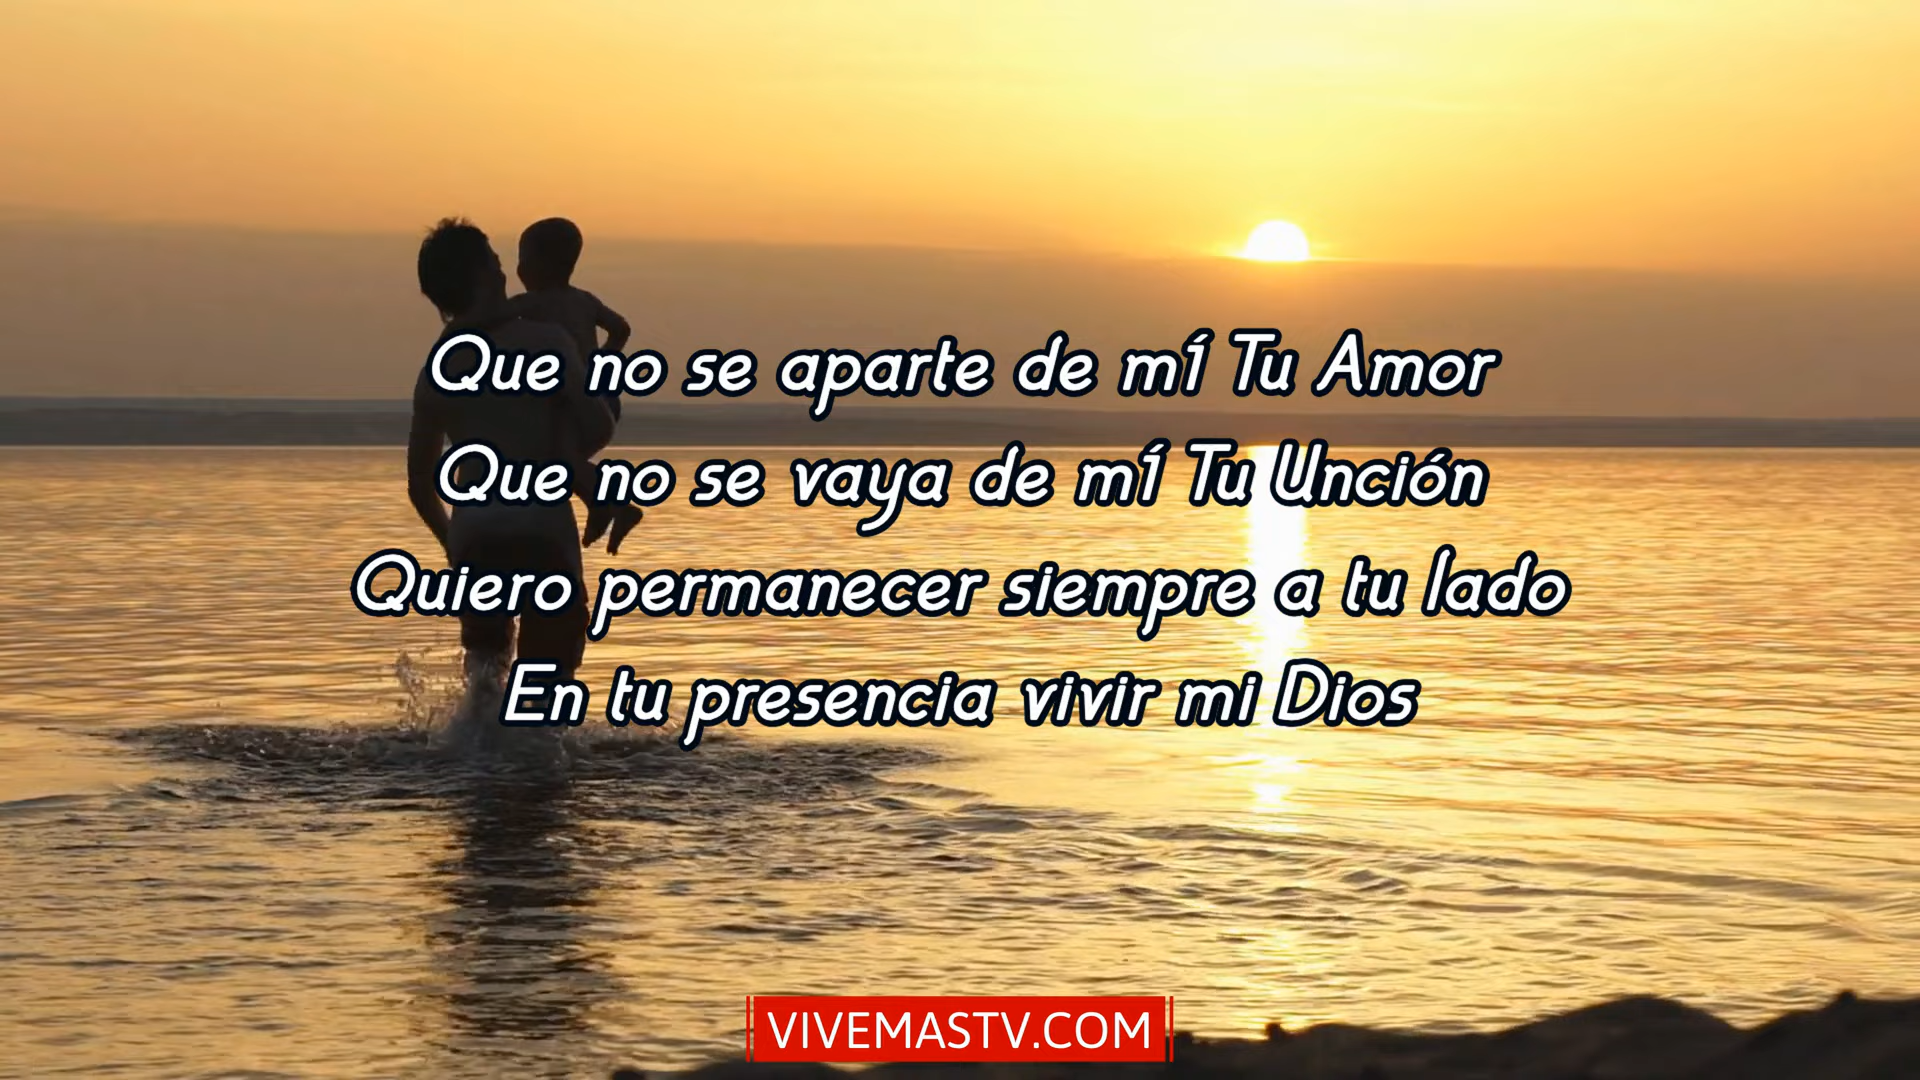 Que no se aparte de mí Tu Amor
Que no se vaya de mí Tu Unción
Quiero permanecer siempre a tu lado
En tu presencia vivir mi Dios
VIVEMASTV.COM